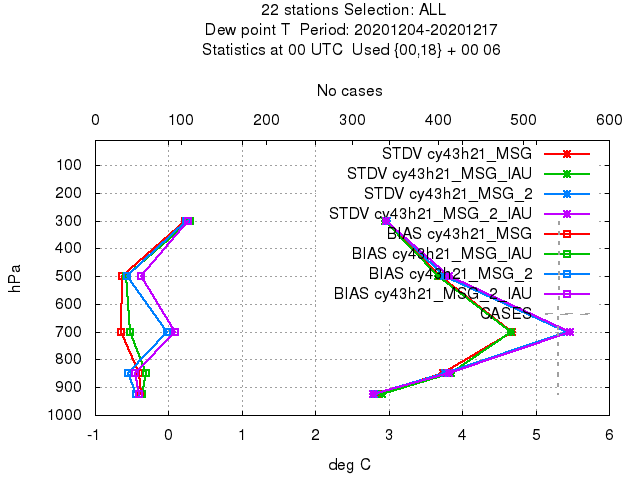 22 stations Selection: ALL
Dew point T  Period: 20201204-20201217
Statistics at 00 UTC  Used {00,18} + 00 06
No cases
0 100 200 300 400 500 600
STDV cy43h21_MSG
STDV cy43h21_MSG_IAU
STDV cy43h21_MSG_2
STDV cy43h21_MSG_2_IAU
BIAS cy43h21_MSG
BIAS cy43h21_MSG_IAU
BIAS cy43h21_MSG_2
BIAS cy43h21_MSG_2_IAU
CASES
hPa
100
200
300
400
500
600
700
800
900
1000
-1 0 1 2 3 4 5 6
deg C